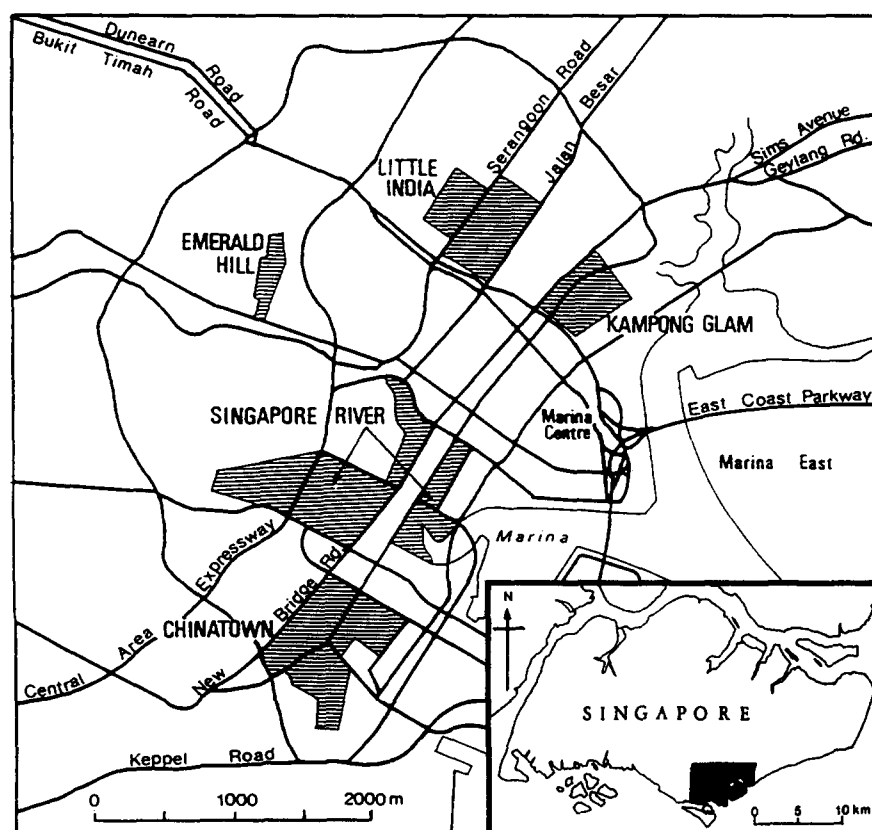 Dunearn Road
Bukit Timah Road
Serangoon Road
Jalan Besar
Sims Avenue
Geylang Rd.
LITTLE
INDIA
EMERALD
HILL
KAMPONG GLAM
SINGAPORE RIVER
Marina
Centre
East Coast Parkway
Marina East
Marina
Central Area Expressway
New Bridge Rd.
CHINATOWN
Keppel Road
0 1000 2000 m
N
SINGAPORE
0 5 10 km